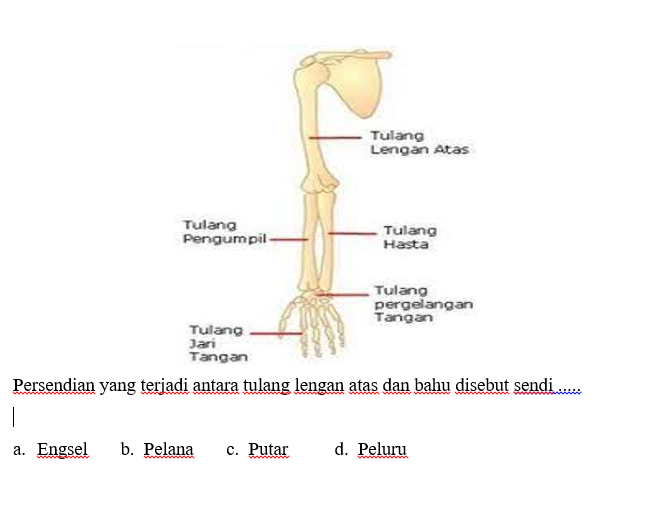 Tulang
Lengan Atas
Tulang
Pengumpil
Tulang
Hasta
Tulang
pergelangan
Tangan
Tulang
Jari
Tangan
Persendian yang terjadi antara tulang lengan atas dan bahu disebut sendi .....
a. Engsel b. Pelana c. Putar d. Peluru